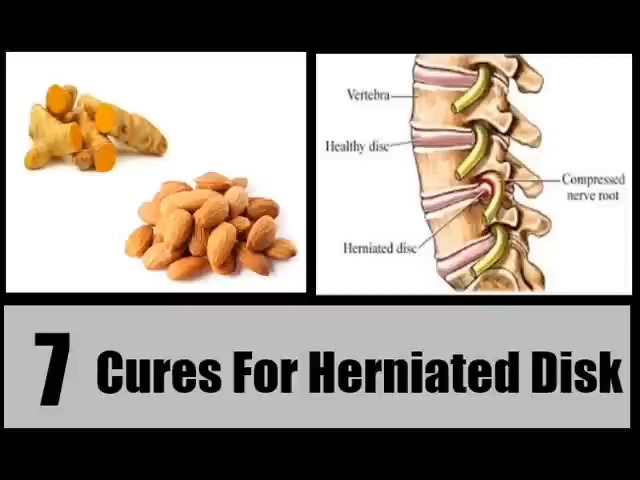 Vertebra
Healthy disc
Compressed
nerve root
Herniated disc
7 Cures For Herniated Disk